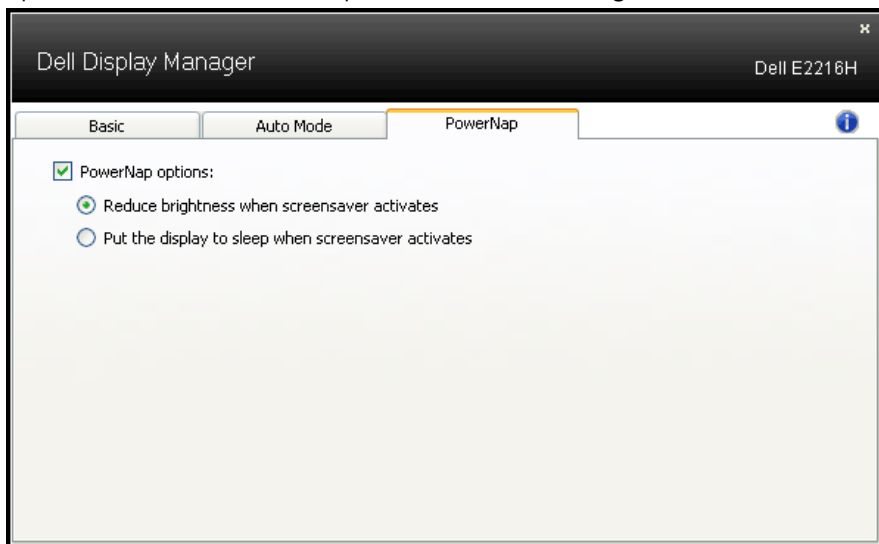 x
Dell Display Manager
Dell E2216H
Basic
Auto Mode
PowerNap
i
PowerNap options:
Reduce brightness when screensaver activates
Put the display to sleep when screensaver activates